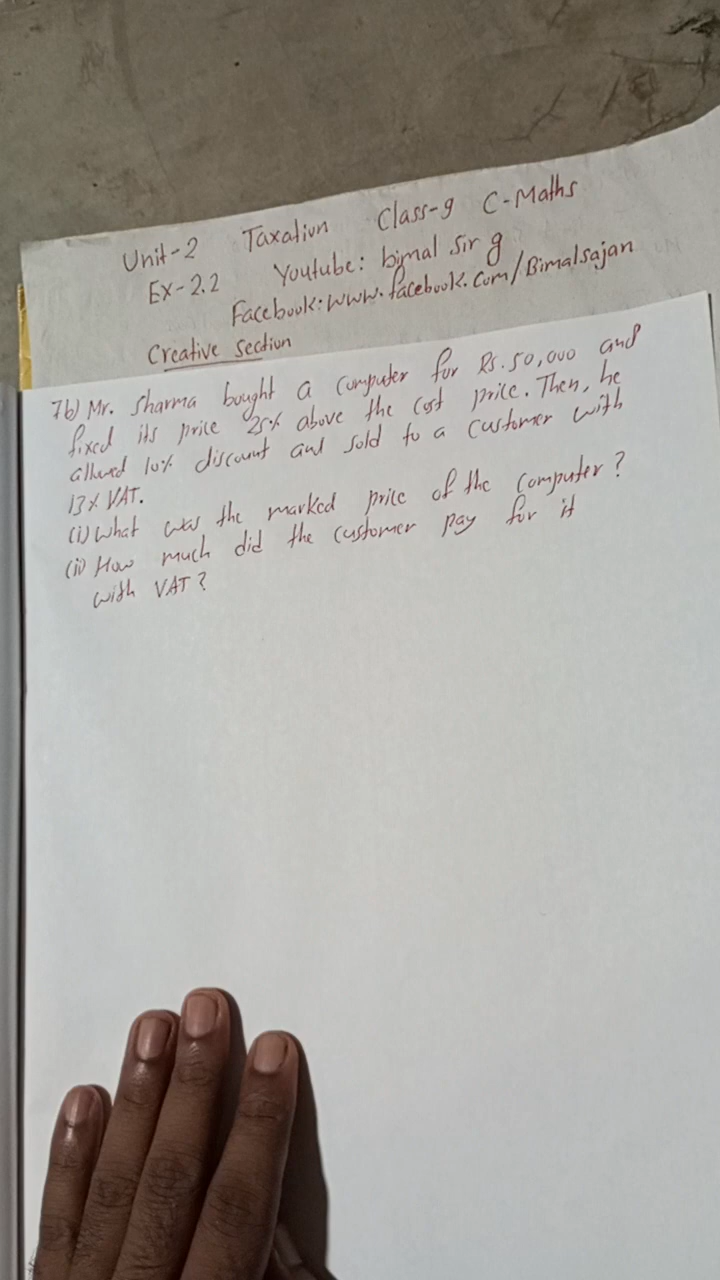 Unit-2 Taxation Class-9 C-Maths
Ex-2.2 Youtube: bimal sir g
Facebook: www.facebook.com/Bimalsajan
Creative section
7b) Mr. Sharma bought a computer for Rs. 50,000 and
fixed its price 25% above the cost price. Then, he
allowed 10% discount and sold to a customer with
13% VAT.
(i) What was the marked price of the computer?
(ii) How much did the customer pay for it
with VAT?